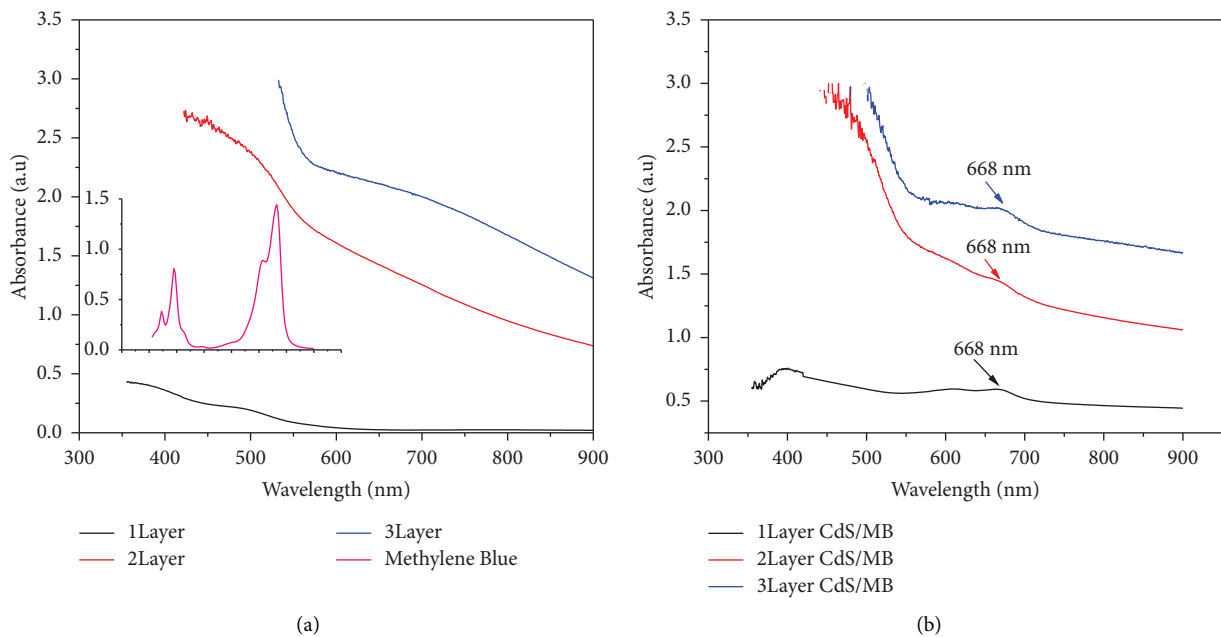 3.5
3.0
2.5
2.0
1.5
1.0
0.5
0.0
Absorbance (a.u)
1.5
1.0
0.5
0.0
300 400 500 600 700 800 900
Wavelength (nm)
1Layer
2Layer
3Layer
Methylene Blue
(a)
3.5
3.0
2.5
2.0
1.5
1.0
0.5
Absorbance (a.u)
668 nm
668 nm
668 nm
300 400 500 600 700 800 900
Wavelength (nm)
1Layer CdS/MB
2Layer CdS/MB
3Layer CdS/MB
(b)